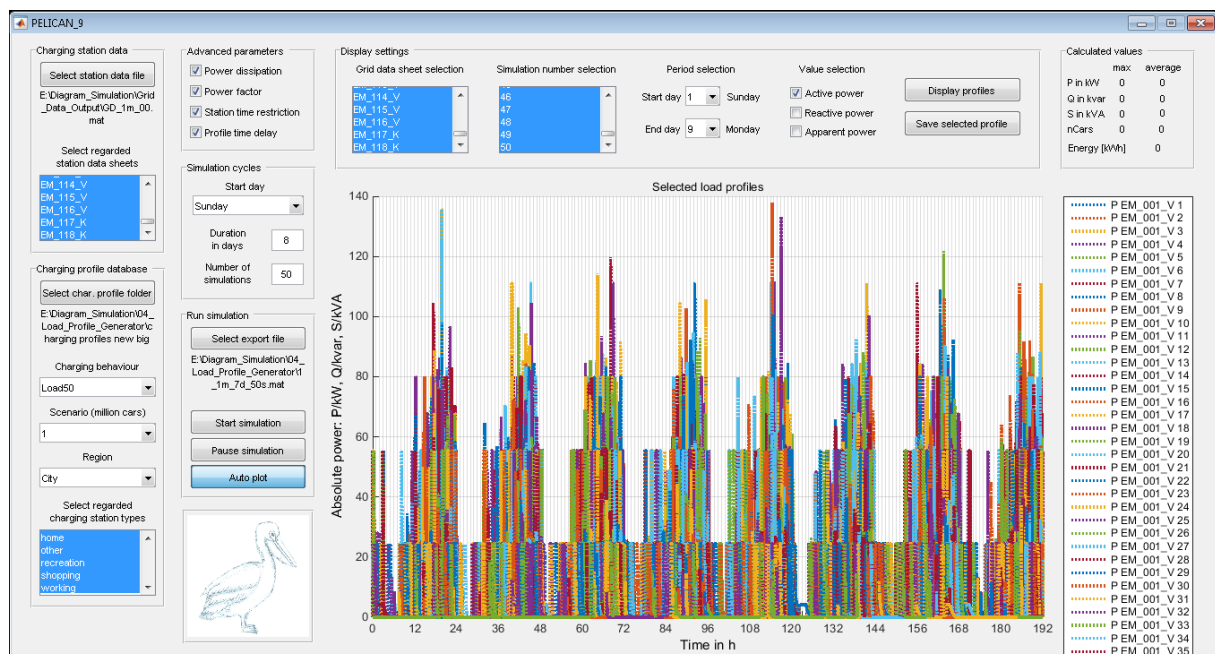 PELICAN_9
Charging station data
Select station data file
E:\Diagram_Simulation\Grid
_Data_Output\GD_1m_00.
mat
Select regarded
station data sheets
EM_114_V
EM_115_V
EM_116_V
EM_117_K
EM_118_K
Charging profile database
Select char. profile folder
E:\Diagram_Simulation\04
_Load_Profile_Generator\c
harging profiles new big
Charging behaviour
Load50
Scenario (million cars)
1
Region
City
Select regarded
charging station types
home
other
recreation
shopping
working
Advanced parameters
Power dissipation
Power factor
Station time restriction
Profile time delay
Simulation cycles
Start day
Sunday
Duration
in days
8
Number of
simulations
50
Run simulation
Select export file
E:\Diagram_Simulation\04_
Load_Profile_Generator\1
_1m_7d_50s.mat
Start simulation
Pause simulation
Auto plot
Display settings
Grid data sheet selection
EM_114_V
EM_115_V
EM_116_V
EM_117_K
EM_118_K
Simulation number selection
46
47
48
49
50
Period selection
Start day 1 Sunday
End day 9 Monday
Value selection
Active power
Reactive power
Apparent power
Display profiles
Save selected profile
Calculated values
max average
P in kW 0 0
Q in kvar 0 0
S in kVA 0 0
nCars 0 0
Energy [kWh] 0
Selected load profiles
Absolute power: P/kW, Q/kvar, S/kVA
140
120
100
80
60
40
20
0
0 12 24 36 48 60 72 84 96 108 120 132 144 156 168 180 192
Time in h
P EM_001_V 1
P EM_001_V 2
P EM_001_V 3
P EM_001_V 4
P EM_001_V 5
P EM_001_V 6
P EM_001_V 7
P EM_001_V 8
P EM_001_V 9
P EM_001_V 10
P EM_001_V 11
P EM_001_V 12
P EM_001_V 13
P EM_001_V 14
P EM_001_V 15
P EM_001_V 16
P EM_001_V 17
P EM_001_V 18
P EM_001_V 19
P EM_001_V 20
P EM_001_V 21
P EM_001_V 22
P EM_001_V 23
P EM_001_V 24
P EM_001_V 25
P EM_001_V 26
P EM_001_V 27
P EM_001_V 28
P EM_001_V 29
P EM_001_V 30
P EM_001_V 31
P EM_001_V 32
P EM_001_V 33
P EM_001_V 34
P EM_001_V 35